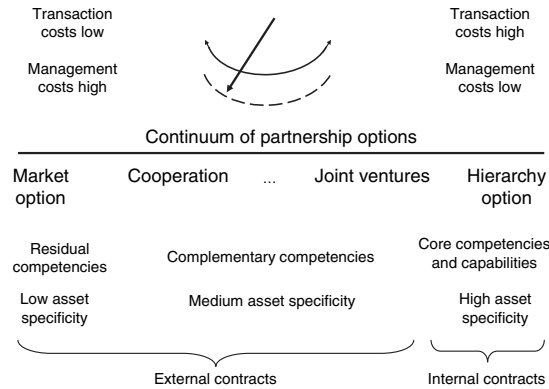 Transaction
costs low
Transaction
costs high
Management
costs high
Management
costs low
Continuum of partnership options
Market
option
Cooperation
...
Joint ventures
Hierarchy
option
Residual
competencies
Complementary competencies
Core competencies
and capabilities
Low asset
specificity
Medium asset specificity
High asset
specificity
External contracts
Internal contracts